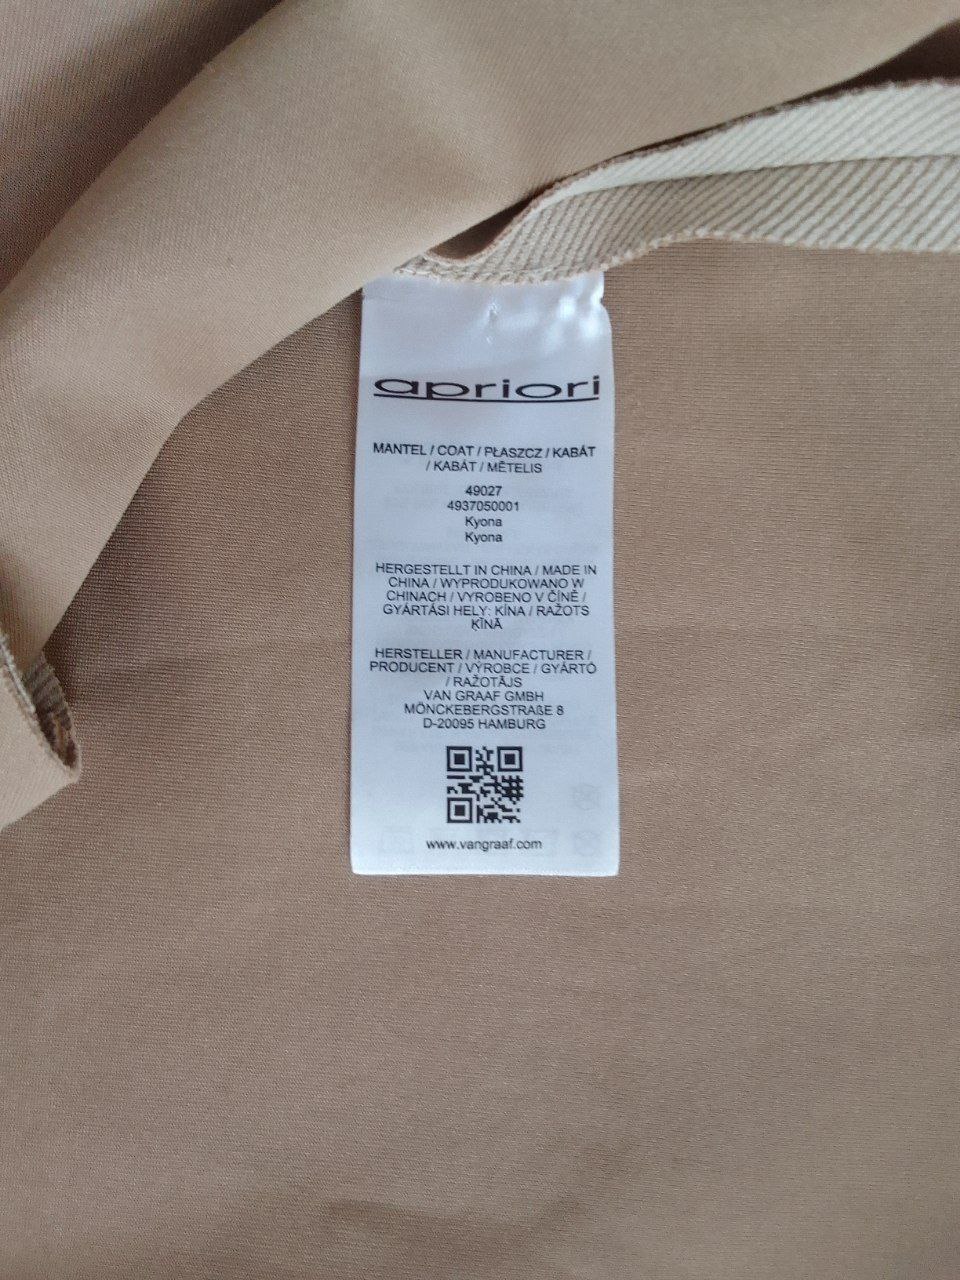 apriori
MANTEL / COAT / PŁASZCZ / KABÁT
/ KABÁT / MĒTELIS
49027
4937050001
Kyona
Kyona
HERGESTELLT IN CHINA / MADE IN
CHINA / WYPRODUKOWANO W
CHINACH / VYROBENO V ČÍNĚ /
GYÁRTÁSI HELY: KÍNA / RAŽOTS
ĶĪNĀ
HERSTELLER / MANUFACTURER /
PRODUCENT / VÝROBCE / GYÁRTÓ
/ RAŽOTĀJS
VAN GRAAF GMBH
MÖNCKEBERGSTRAßE 8
D-20095 HAMBURG
www.vangraaf.com